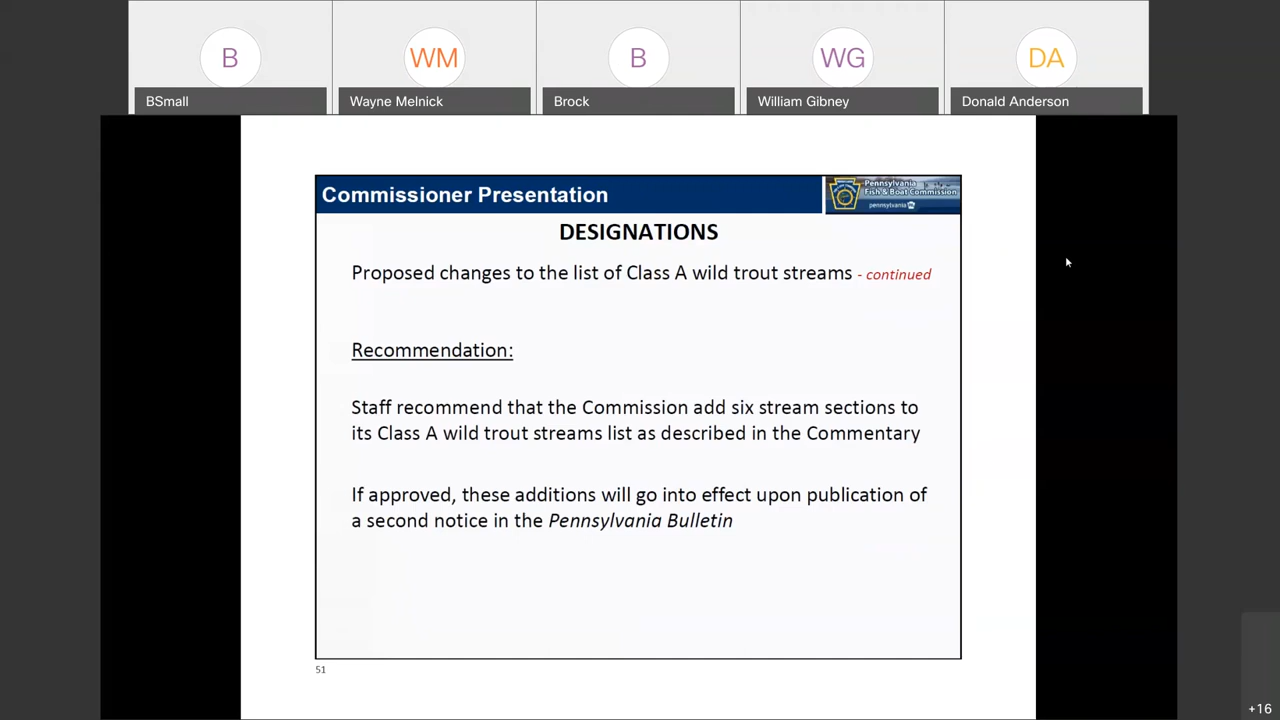 B
WM
B
WG
DA
BSmall
Wayne Melnick
Brock
William Gibney
Donald Anderson
Commissioner Presentation
Pennsylvania
Fish & Boat Commission
pennsylvania
DESIGNATIONS
Proposed changes to the list of Class A wild trout streams - continued
Recommendation:
Staff recommend that the Commission add six stream sections to
its Class A wild trout streams list as described in the Commentary
If approved, these additions will go into effect upon publication of
a second notice in the Pennsylvania Bulletin
51
+16